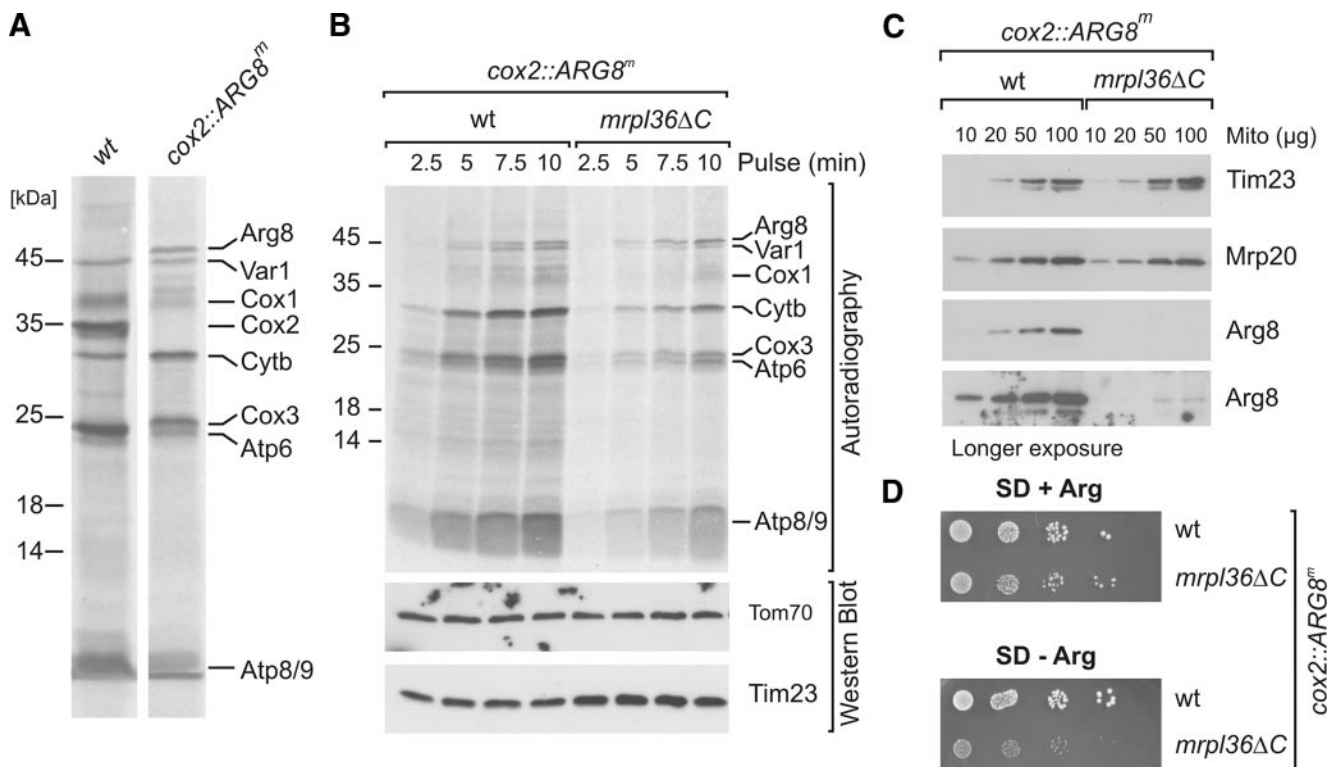 A
wt
cox2::ARG8m
[kDa]
45
35
25
18
14
Arg8
Var1
Cox1
Cox2
Cytb
Cox3
Atp6
Atp8/9
B
cox2::ARG8m
wt mrpl36ΔC
2.5 5 7.5 10 2.5 5 7.5 10 Pulse (min)
45
35
25
18
14
Arg8
Var1
Cox1
Cytb
Cox3
Atp6
Atp8/9
Autoradiography
Tom70
Tim23
Western Blot
C
cox2::ARG8m
wt mrpl36ΔC
10 20 50 100 10 20 50 100 Mito (µg)
Tim23
Mrp20
Arg8
Arg8
Longer exposure
D
SD + Arg
wt
mrpl36ΔC
SD - Arg
wt
mrpl36ΔC
cox2::ARG8m